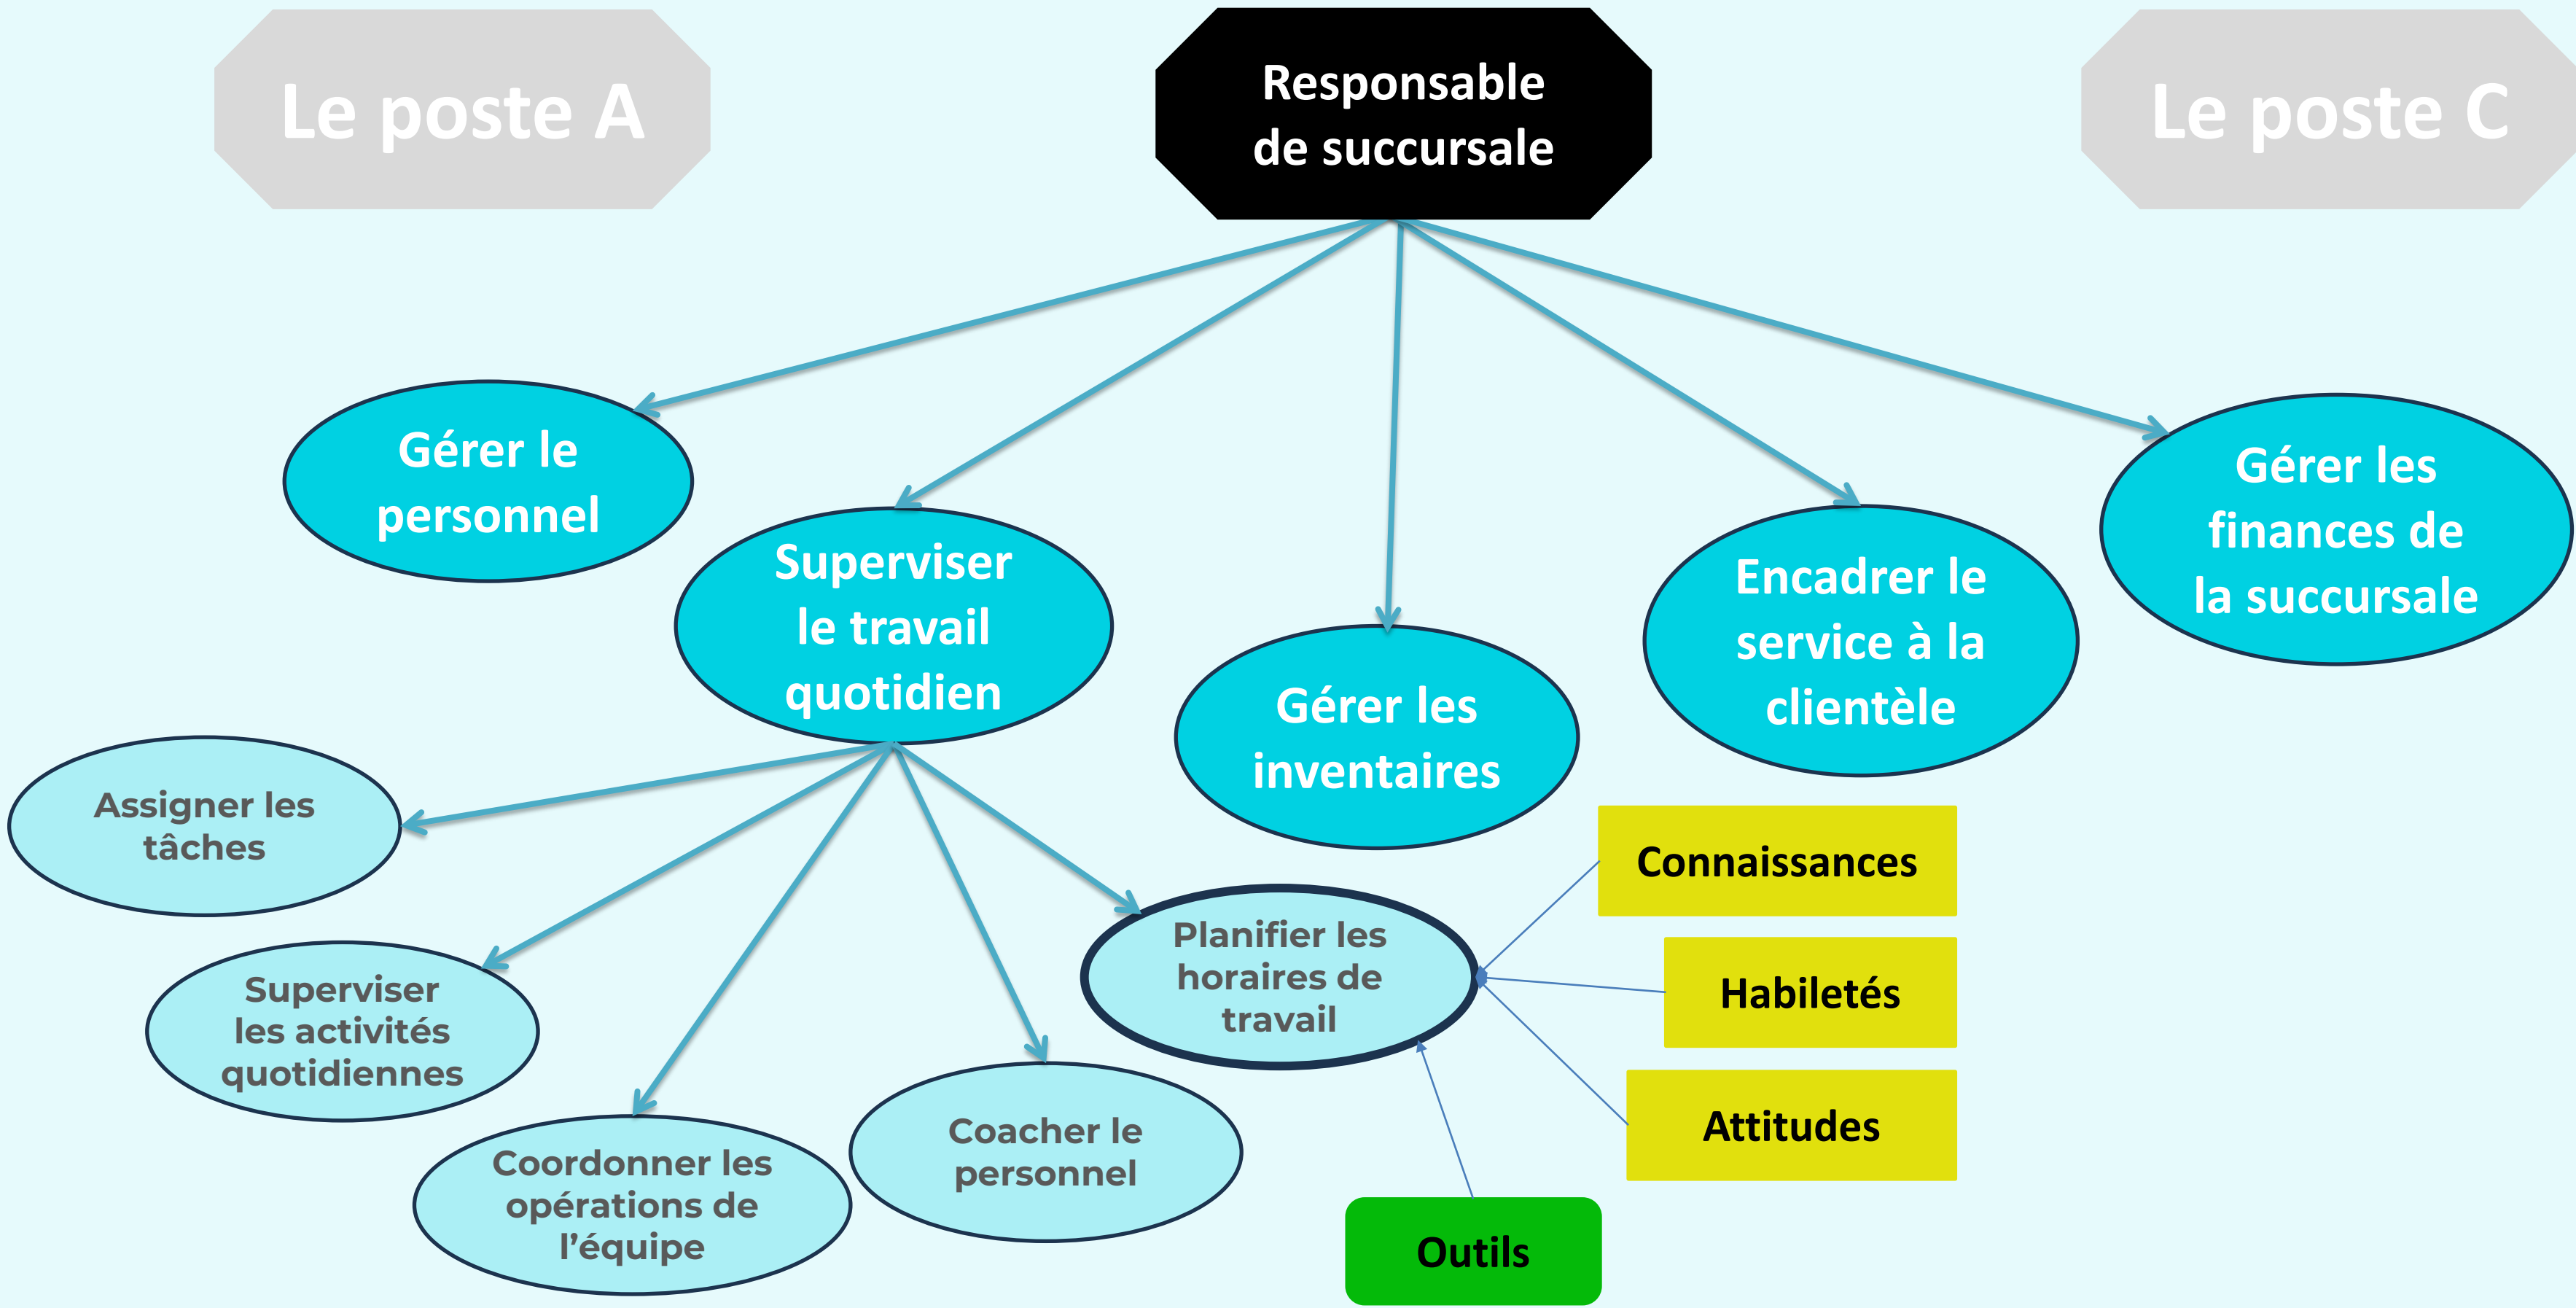 Le poste A
Responsable
de succursale
Le poste C
Gérer le
personnel
Superviser
le travail
quotidien
Gérer les
inventaires
Encadrer le
service à la
clientèle
Gérer les
finances de
la succursale
Assigner les
tâches
Superviser
les activités
quotidiennes
Coordonner les
opérations de
l’équipe
Coacher le
personnel
Planifier les
horaires de
travail
Connaissances
Habiletés
Attitudes
Outils